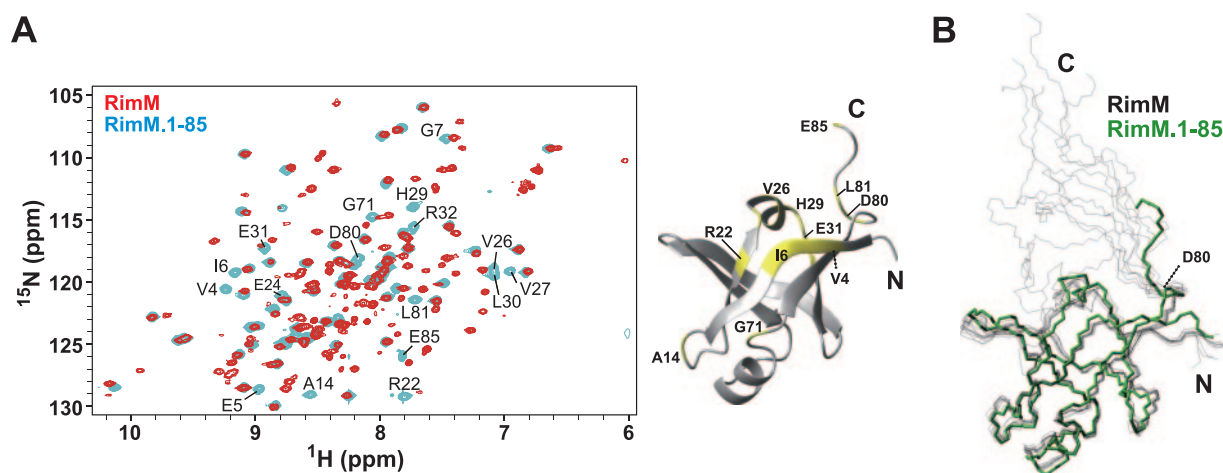 A
RimM
RimM.1-85
105
110
115
120
125
130
15N (ppm)
10
9
8
7
6
1H (ppm)
G7
H29
G71
R32
E31
D80
I6
V26
V4
E24
V27
L30
L81
E85
A14
R22
E5
C
E85
V26
H29
L81
D80
R22
E31
I6
N
V4
G71
A14
B
C
RimM
RimM.1-85
D80
N